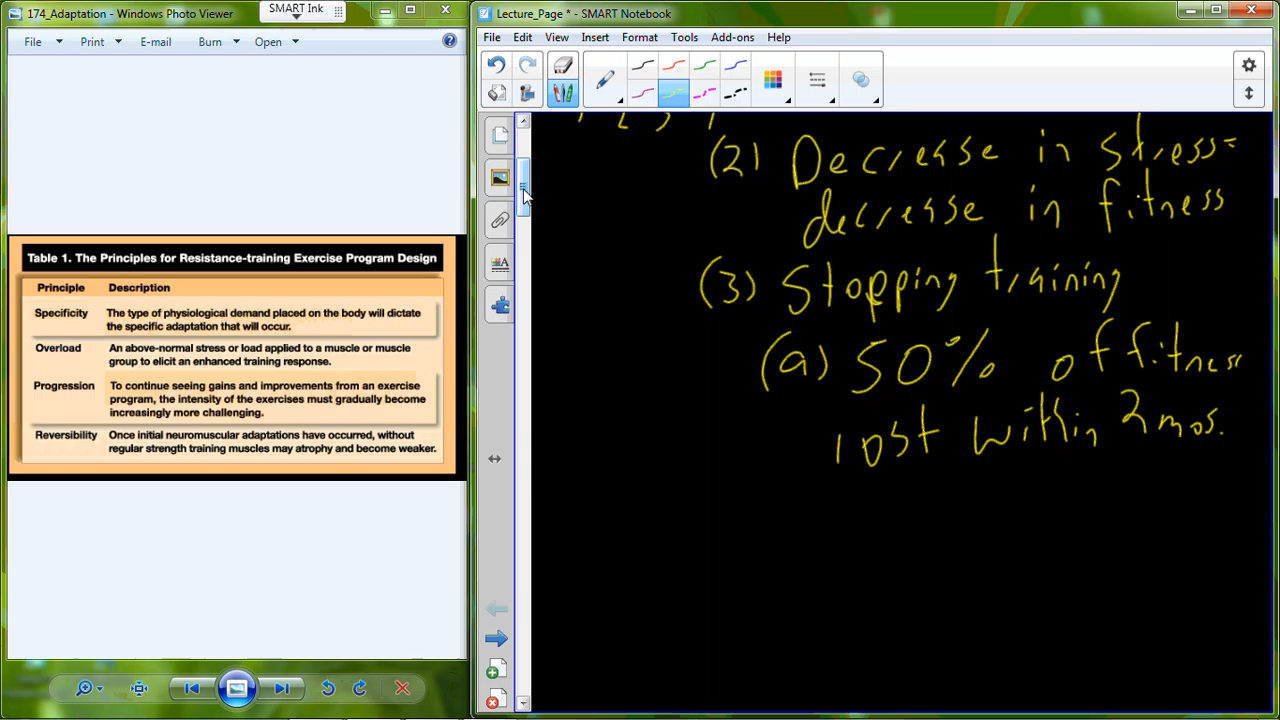 174_Adaptation - Windows Photo Viewer
SMART Ink
File Print E-mail Burn Open
Table 1. The Principles for Resistance-training Exercise Program Design
Principle Description
Specificity The type of physiological demand placed on the body will dictate
the specific adaptation that will occur.
Overload An above-normal stress or load applied to a muscle or muscle
group to elicit an enhanced training response.
Progression To continue seeing gains and improvements from an exercise
program, the intensity of the exercises must gradually become
increasingly more challenging.
Reversibility Once initial neuromuscular adaptations have occurred, without
regular strength training muscles may atrophy and become weaker.
Lecture_Page * - SMART Notebook
File Edit View Insert Format Tools Add-ons Help
(2) Decrease in stress=
decrease in fitness
(3) Stopping training
(a) 50% of fitness
lost within 2 mos.